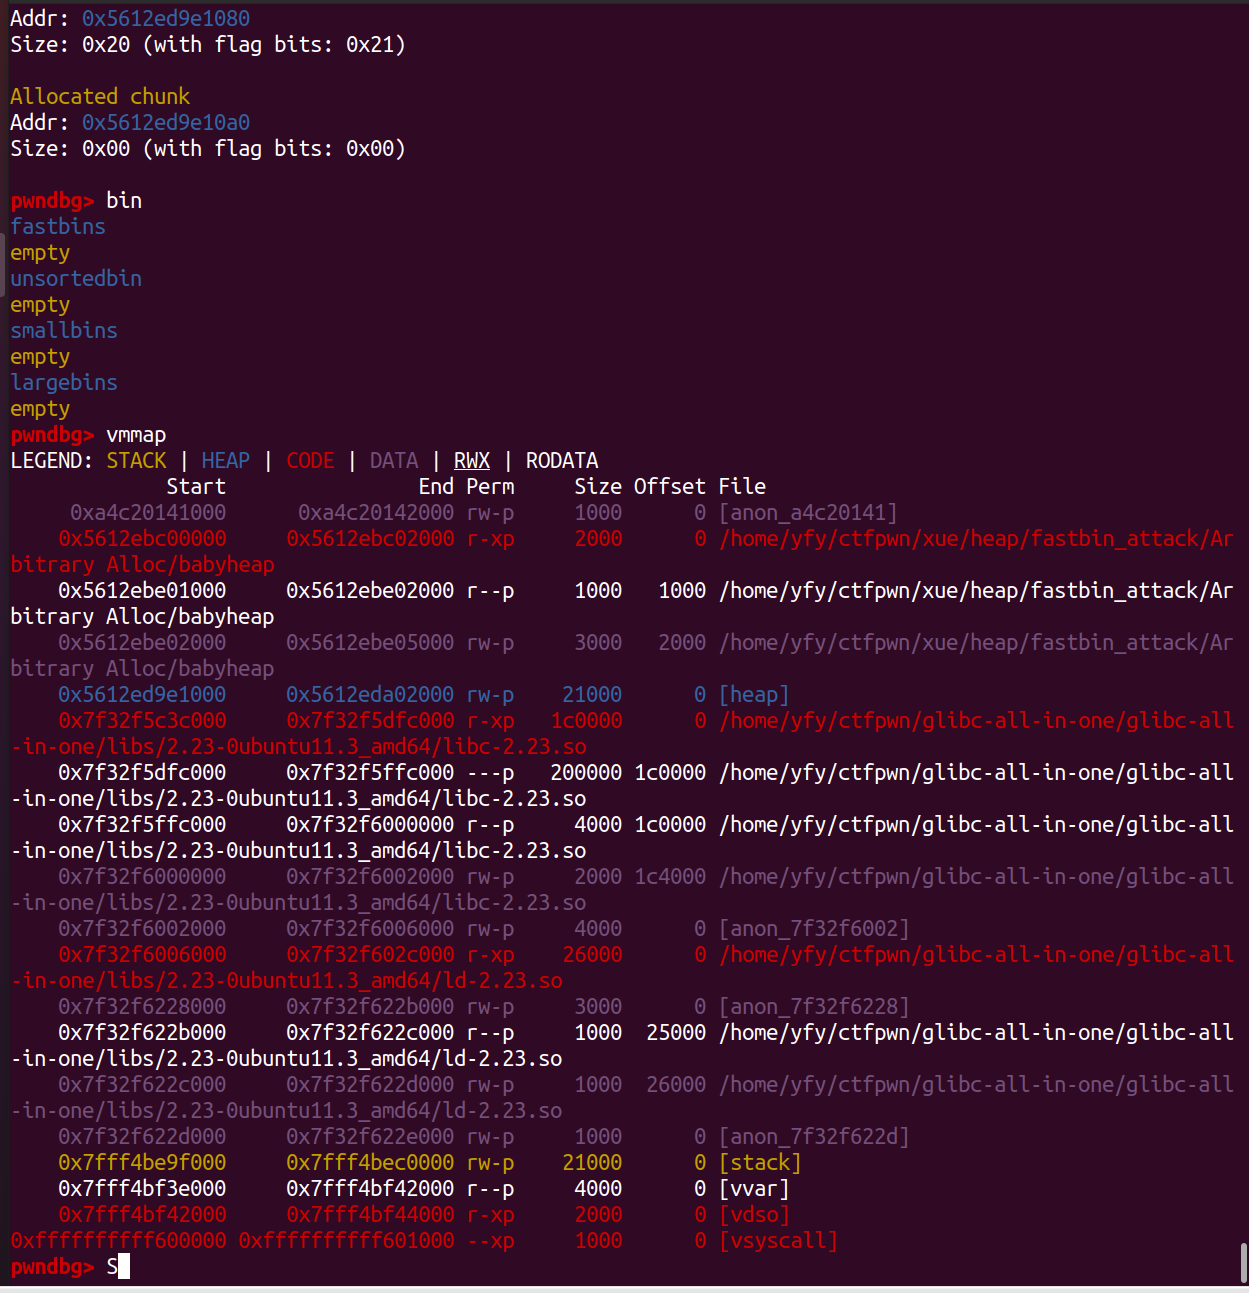 Addr: 0x5612ed9e1080
Size: 0x20 (with flag bits: 0x21)
Allocated chunk
Addr: 0x5612ed9e10a0
Size: 0x00 (with flag bits: 0x00)
pwndbg> bin
fastbins
empty
unsortedbin
empty
smallbins
empty
largebins
empty
pwndbg> vmmap
LEGEND: STACK | HEAP | CODE | DATA | RWX | RODATA
Start End Perm Size Offset File
0xa4c20141000 0xa4c20142000 rw-p 1000 0 [anon_a4c20141]
0x5612ebc00000 0x5612ebc02000 r-xp 2000 0 /home/yfy/ctfpwn/xue/heap/fastbin_attack/Ar
bitrary Alloc/babyheap
0x5612ebe01000 0x5612ebe02000 r--p 1000 1000 /home/yfy/ctfpwn/xue/heap/fastbin_attack/Ar
bitrary Alloc/babyheap
0x5612ebe02000 0x5612ebe05000 rw-p 3000 2000 /home/yfy/ctfpwn/xue/heap/fastbin_attack/Ar
bitrary Alloc/babyheap
0x5612ed9e1000 0x5612eda02000 rw-p 21000 0 [heap]
0x7f32f5c3c000 0x7f32f5dfc000 r-xp 1c0000 0 /home/yfy/ctfpwn/glibc-all-in-one/glibc-all
-in-one/libs/2.23-0ubuntu11.3_amd64/libc-2.23.so
0x7f32f5dfc000 0x7f32f5ffc000 ---p 200000 1c0000 /home/yfy/ctfpwn/glibc-all-in-one/glibc-all
-in-one/libs/2.23-0ubuntu11.3_amd64/libc-2.23.so
0x7f32f5ffc000 0x7f32f6000000 r--p 4000 1c0000 /home/yfy/ctfpwn/glibc-all-in-one/glibc-all
-in-one/libs/2.23-0ubuntu11.3_amd64/libc-2.23.so
0x7f32f6000000 0x7f32f6002000 rw-p 2000 1c4000 /home/yfy/ctfpwn/glibc-all-in-one/glibc-all
-in-one/libs/2.23-0ubuntu11.3_amd64/libc-2.23.so
0x7f32f6002000 0x7f32f6006000 rw-p 4000 0 [anon_7f32f6002]
0x7f32f6006000 0x7f32f602c000 r-xp 26000 0 /home/yfy/ctfpwn/glibc-all-in-one/glibc-all
-in-one/libs/2.23-0ubuntu11.3_amd64/ld-2.23.so
0x7f32f6228000 0x7f32f622b000 rw-p 3000 0 [anon_7f32f6228]
0x7f32f622b000 0x7f32f622c000 r--p 1000 25000 /home/yfy/ctfpwn/glibc-all-in-one/glibc-all
-in-one/libs/2.23-0ubuntu11.3_amd64/ld-2.23.so
0x7f32f622c000 0x7f32f622d000 rw-p 1000 26000 /home/yfy/ctfpwn/glibc-all-in-one/glibc-all
-in-one/libs/2.23-0ubuntu11.3_amd64/ld-2.23.so
0x7f32f622d000 0x7f32f622e000 rw-p 1000 0 [anon_7f32f622d]
0x7fff4be9f000 0x7fff4bec0000 rw-p 21000 0 [stack]
0x7fff4bf3e000 0x7fff4bf42000 r--p 4000 0 [vvar]
0x7fff4bf42000 0x7fff4bf44000 r-xp 2000 0 [vdso]
0xffffffffff600000 0xffffffffff601000 --xp 1000 0 [vsyscall]
pwndbg> S